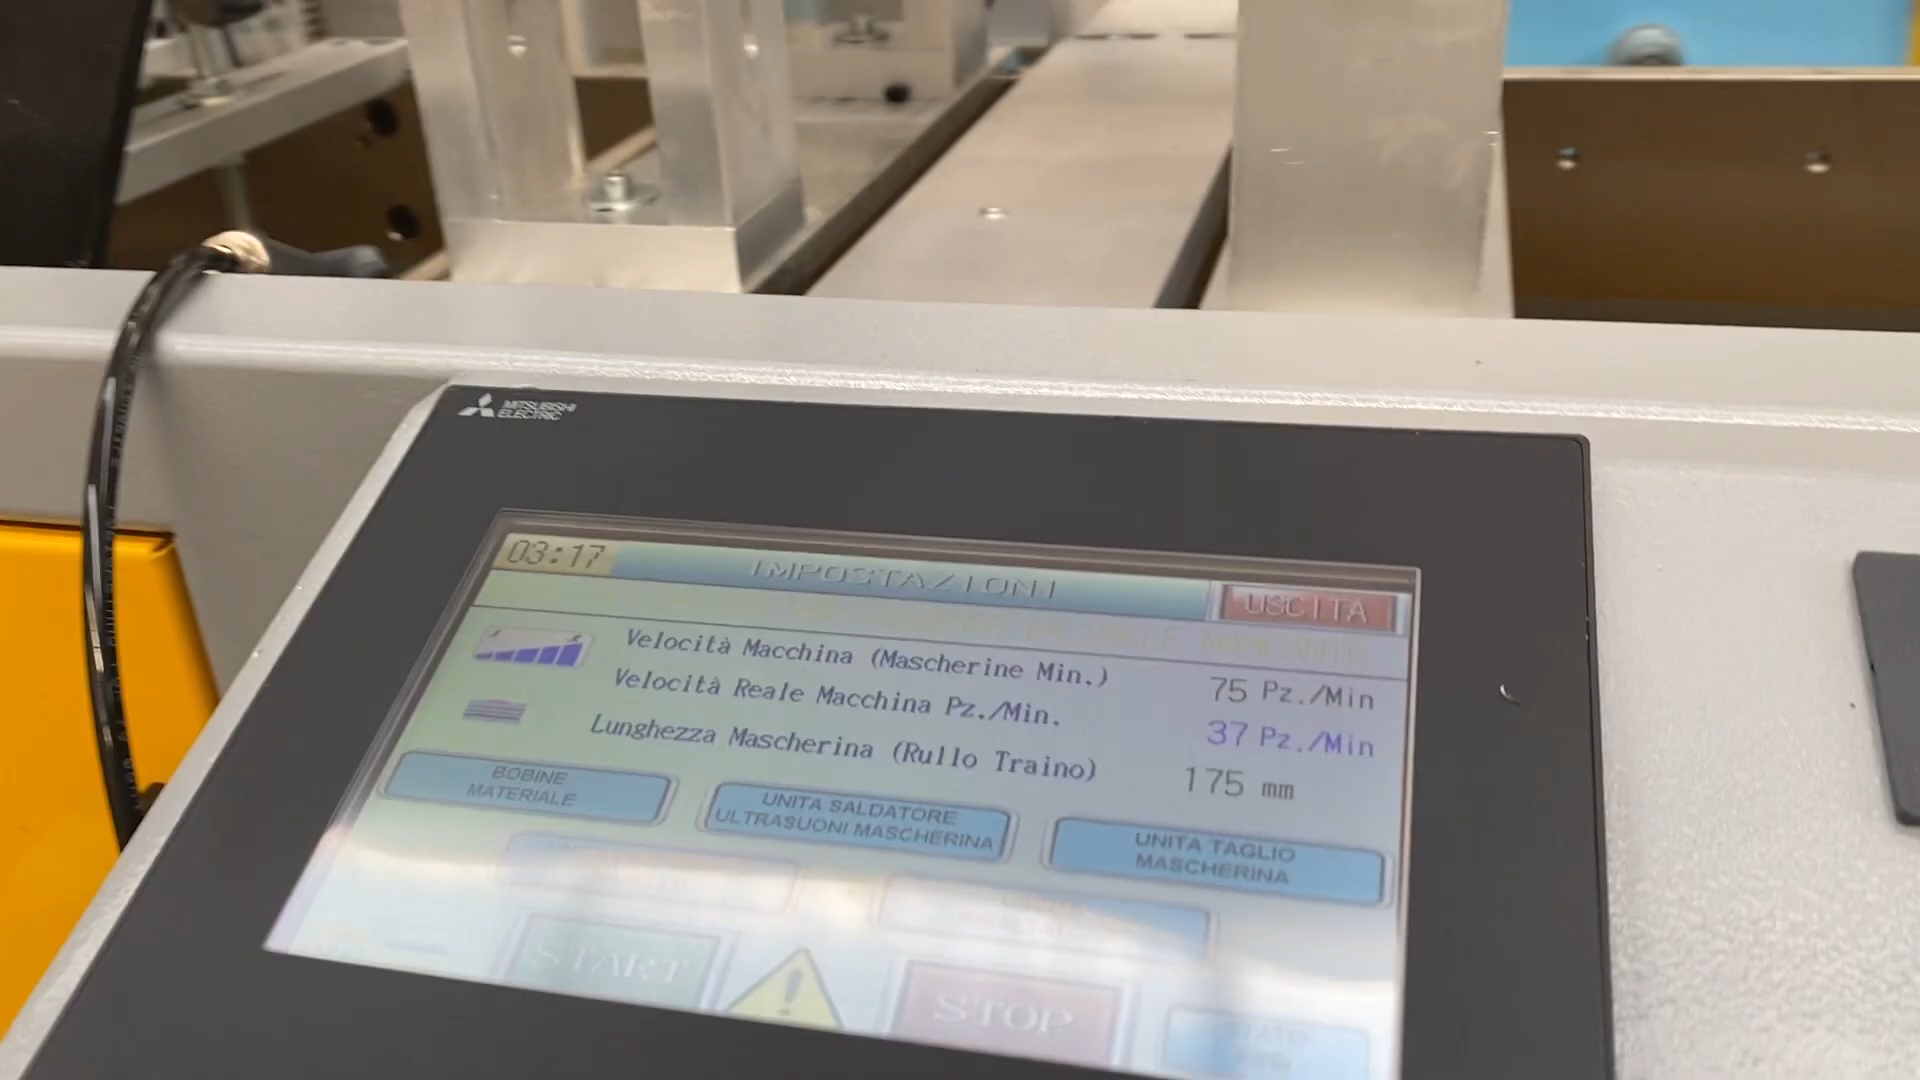 MITSUBISHI
ELECTRIC
03:17
IMPOSTAZIONI
USCITA
Velocità Macchina (Mascherine Min.)
75 Pz./Min
Velocità Reale Macchina Pz./Min.
37 Pz./Min
Lunghezza Mascherina (Rullo Traino)
175 mm
BOBINE
MATERIALE
UNITA SALDATORE
ULTRASUONI MASCHERINA
UNITA TAGLIO
MASCHERINA
START
STOP